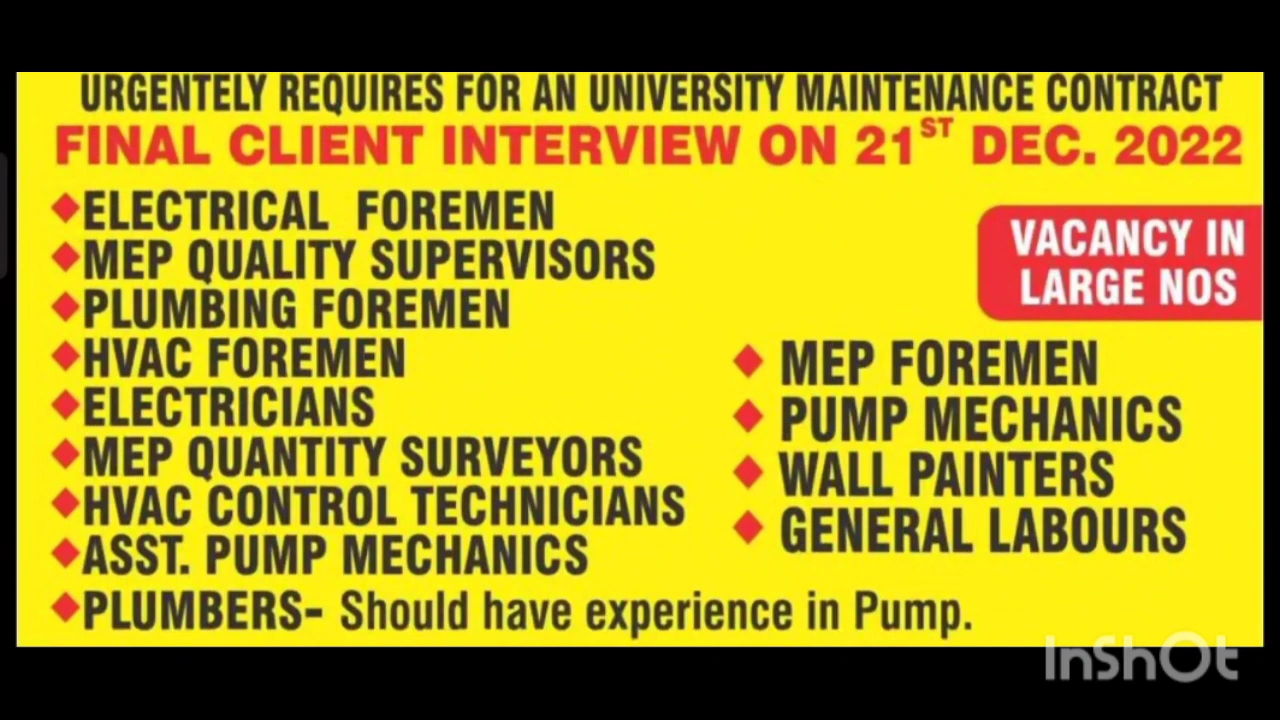 URGENTELY REQUIRES FOR AN UNIVERSITY MAINTENANCE CONTRACT
FINAL CLIENT INTERVIEW ON 21ST DEC. 2022
ELECTRICAL FOREMEN
MEP QUALITY SUPERVISORS
PLUMBING FOREMEN
HVAC FOREMEN
ELECTRICIANS
MEP QUANTITY SURVEYORS
HVAC CONTROL TECHNICIANS
ASST. PUMP MECHANICS
PLUMBERS- Should have experience in Pump.
VACANCY IN
LARGE NOS
MEP FOREMEN
PUMP MECHANICS
WALL PAINTERS
GENERAL LABOURS
InShOt